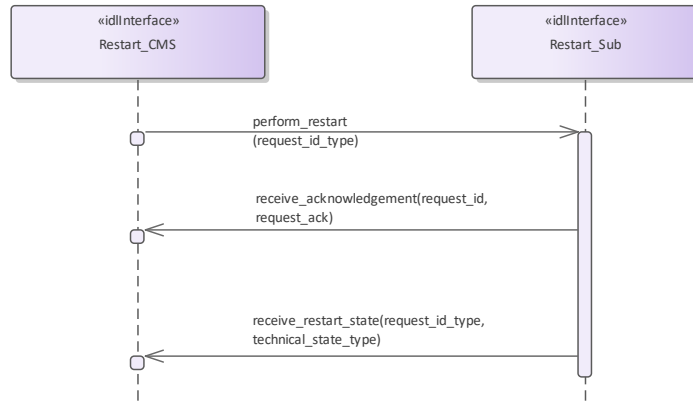 «idlInterface»
Restart_CMS
«idlInterface»
Restart_Sub
perform_restart
(request_id_type)
receive_acknowledgement(request_id,
request_ack)
receive_restart_state(request_id_type,
technical_state_type)